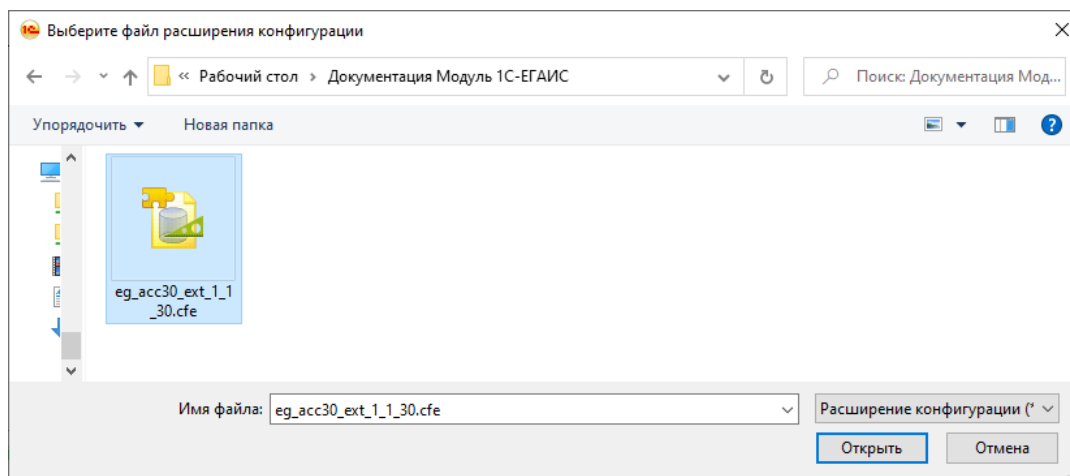 Выберите файл расширения конфигурации
« Рабочий стол › Документация Модуль 1С-ЕГАИС
Поиск: Документация Мод...
Упорядочить
Новая папка
eg_acc30_ext_1_1
_30.cfe
Имя файла: eg_acc30_ext_1_1_30.cfe
Расширение конфигурации (*
Открыть
Отмена